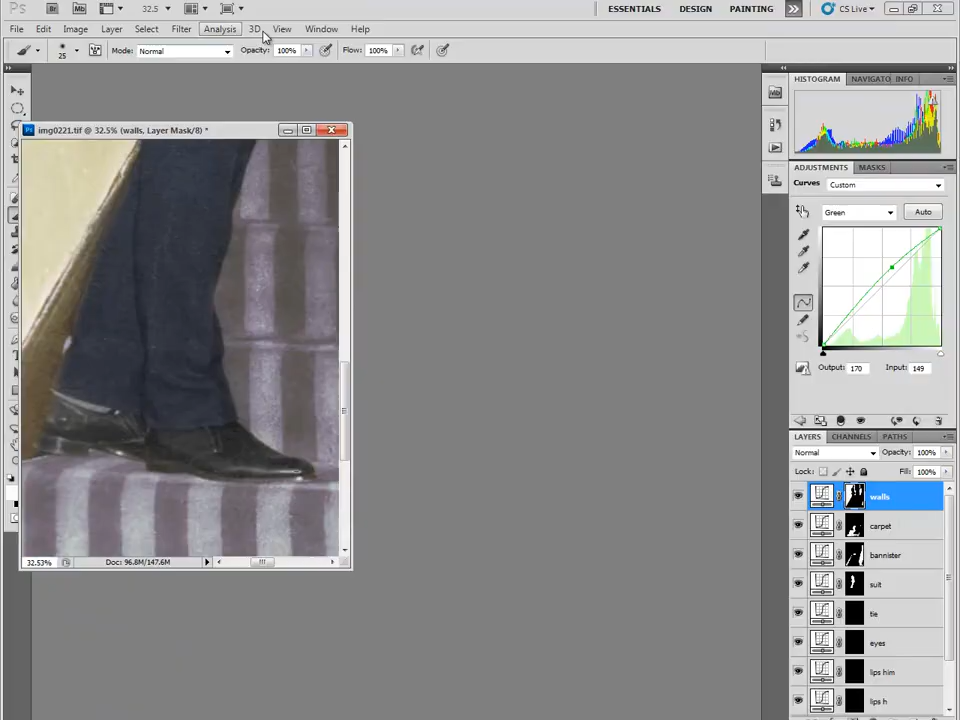 Ps Br Mb 32.5 ESSENTIALS DESIGN PAINTING CS Live
File Edit Image Layer Select Filter Analysis 3D View Window Help
25 Mode: Normal Opacity: 100% Flow: 100%
img0221.tif @ 32.5% (walls, Layer Mask/8) *
32.53% Doc: 96.8M/147.6M
HISTOGRAM NAVIGATO INFO
ADJUSTMENTS MASKS
Curves Custom
Green Auto
Output: 170 Input: 149
LAYERS CHANNELS PATHS
Normal Opacity: 100%
Lock: Fill: 100%
walls
carpet
bannister
suit
tie
eyes
lips him
lips h